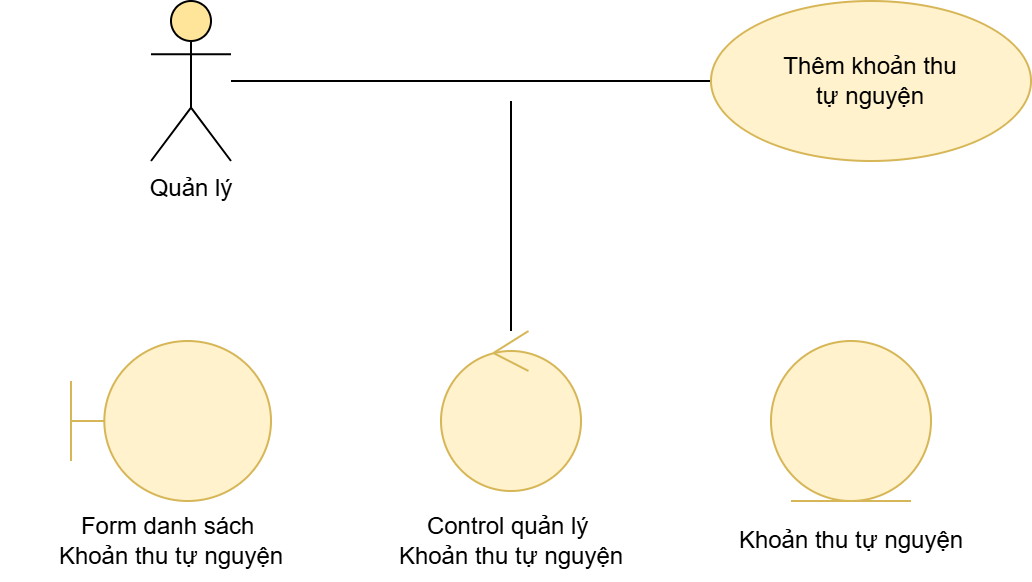 Thêm khoản thu
tự nguyện
Quản lý
Form danh sách
Khoản thu tự nguyện
Control quản lý
Khoản thu tự nguyện
Khoản thu tự nguyện